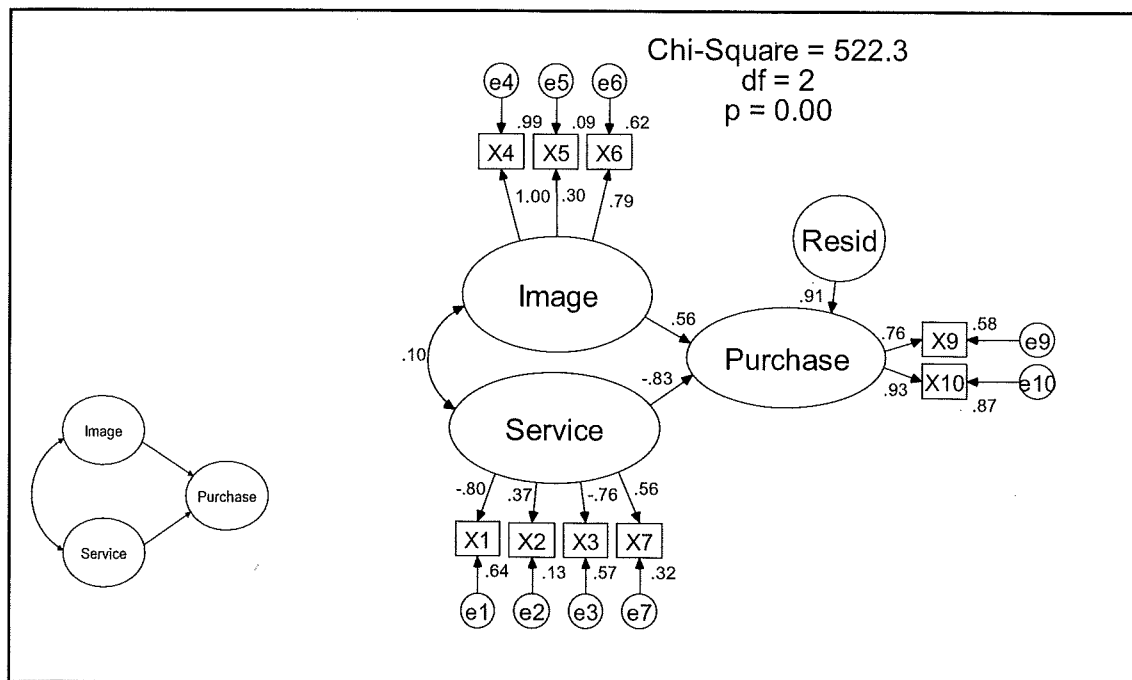 Chi-Square = 522.3
df = 2
p = 0.00
e4 e5 e6
.99 .09 .62
X4 X5 X6
1.00 .30 .79
Resid
Image
.91
.56
.76 X9 .58 e9
.10
Purchase
-.83
.93 X10 .87 e10
Service
-.80 .37 -.76 .56
X1 X2 X3 X7
.64 .13 .57 .32
e1 e2 e3 e7
Image
Purchase
Service